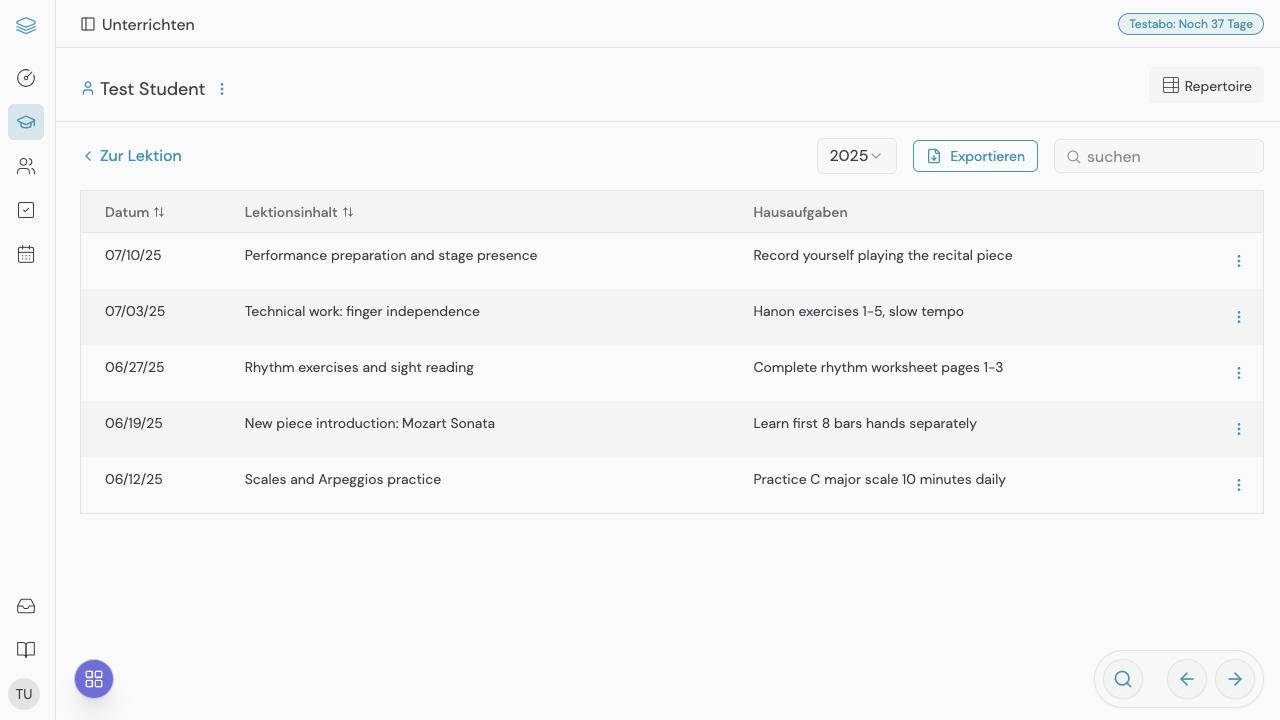 Unterrichten
Testabo: Noch 37 Tage
Test Student
Repertoire
Zur Lektion
2025
Exportieren
suchen
Datum Lektionsinhalt Hausaufgaben
07/10/25 Performance preparation and stage presence Record yourself playing the recital piece
07/03/25 Technical work: finger independence Hanon exercises 1-5, slow tempo
06/27/25 Rhythm exercises and sight reading Complete rhythm worksheet pages 1-3
06/19/25 New piece introduction: Mozart Sonata Learn first 8 bars hands separately
06/12/25 Scales and Arpeggios practice Practice C major scale 10 minutes daily
TU